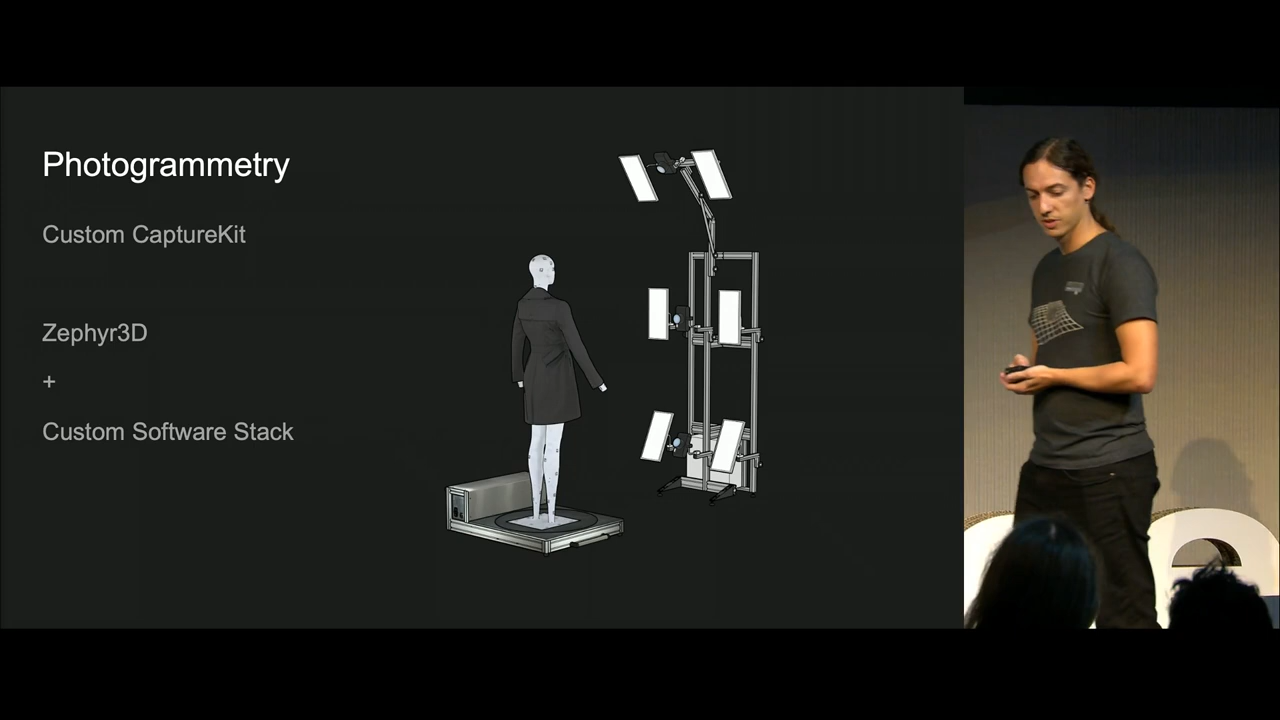 Photogrammetry
Custom CaptureKit
Zephyr3D
+
Custom Software Stack